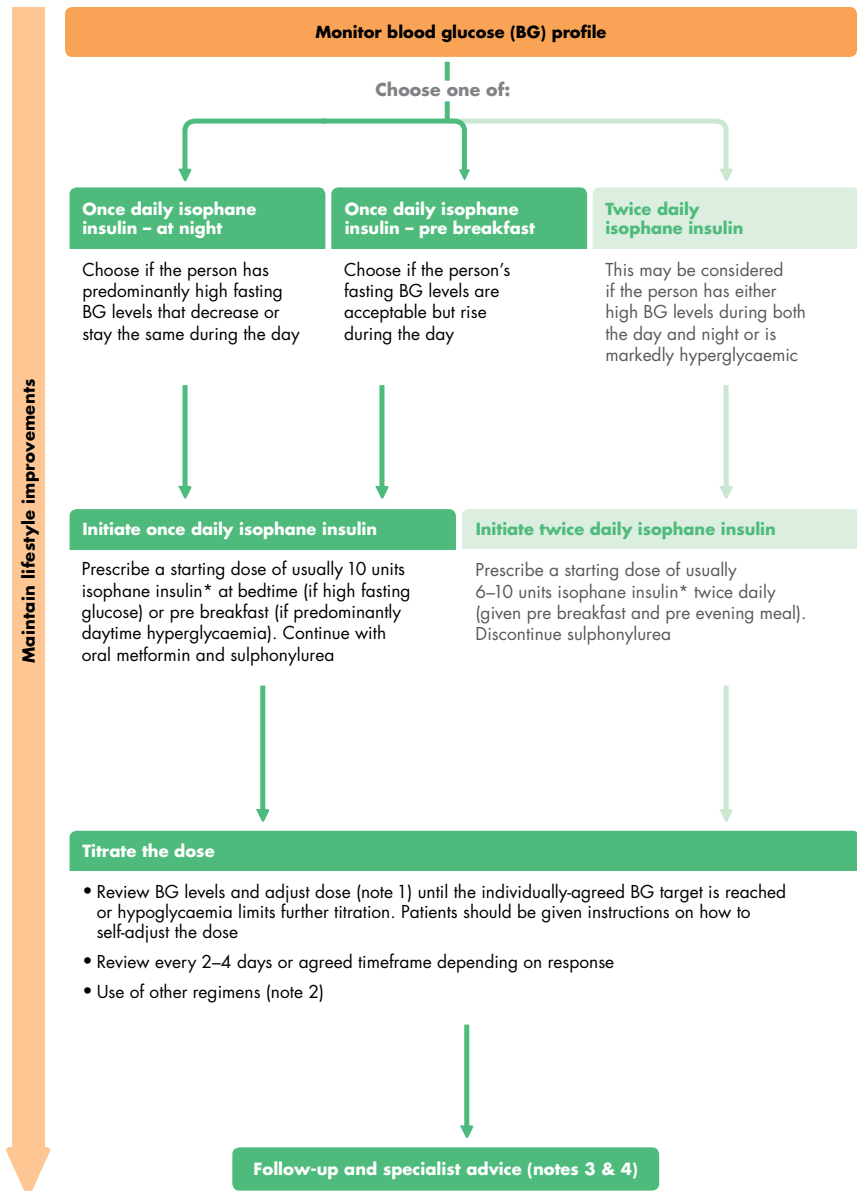 Monitor blood glucose (BG) profile
Choose one of:
Once daily isophane
insulin – at night
Choose if the person has
predominantly high fasting
BG levels that decrease or
stay the same during the day
Once daily isophane
insulin – pre breakfast
Choose if the person’s
fasting BG levels are
acceptable but rise
during the day
Twice daily
isophane insulin
This may be considered
if the person has either
high BG levels during both
the day and night or is
markedly hyperglycaemic
Maintain lifestyle improvements
Initiate once daily isophane insulin
Prescribe a starting dose of usually 10 units
isophane insulin* at bedtime (if high fasting
glucose) or pre breakfast (if predominantly
daytime hyperglycaemia). Continue with
oral metformin and sulphonylurea
Initiate twice daily isophane insulin
Prescribe a starting dose of usually
6–10 units isophane insulin* twice daily
(given pre breakfast and pre evening meal).
Discontinue sulphonylurea
Titrate the dose
• Review BG levels and adjust dose (note 1) until the individually-agreed BG target is reached
or hypoglycaemia limits further titration. Patients should be given instructions on how to
self-adjust the dose
• Review every 2–4 days or agreed timeframe depending on response
• Use of other regimens (note 2)
Follow-up and specialist advice (notes 3 & 4)